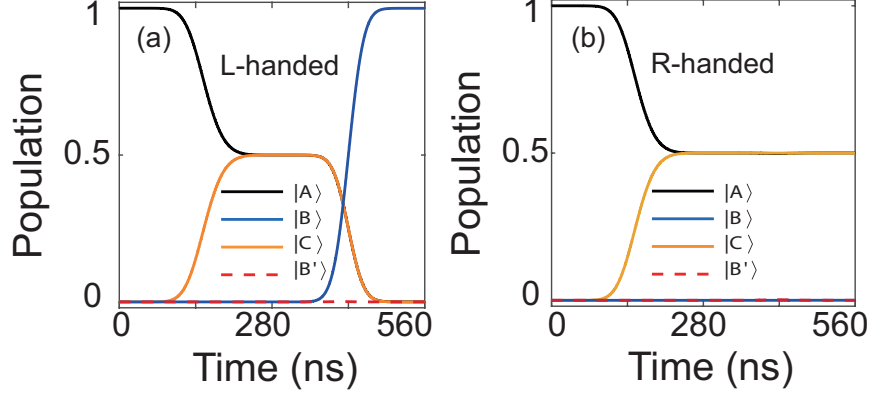 (a)
L-handed
Population
1
0.5
0
|A⟩
|B⟩
|C⟩
|B'⟩
0
280
560
Time (ns)
(b)
R-handed
Population
1
0.5
0
|A⟩
|B⟩
|C⟩
|B'⟩
0
280
560
Time (ns)